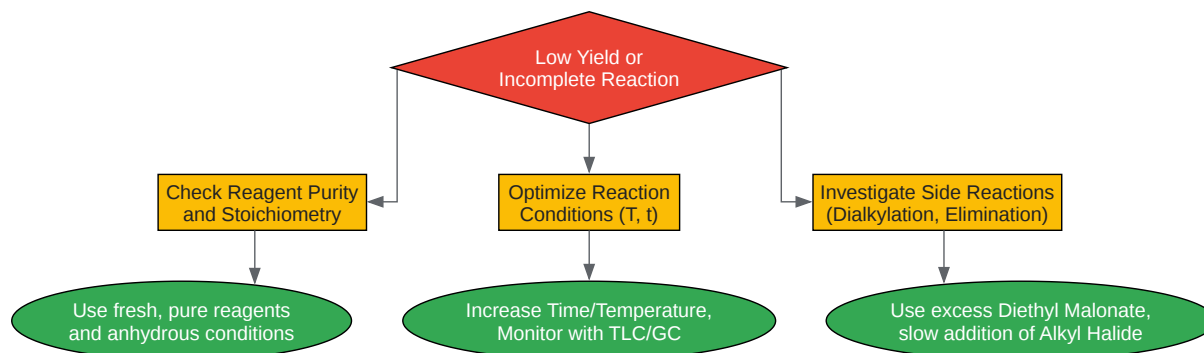 Low Yield or
Incomplete Reaction
Check Reagent Purity
and Stoichiometry
Optimize Reaction
Conditions (T, t)
Investigate Side Reactions
(Dialkylation, Elimination)
Use fresh, pure reagents
and anhydrous conditions
Increase Time/Temperature,
Monitor with TLC/GC
Use excess Diethyl Malonate,
slow addition of Alkyl Halide